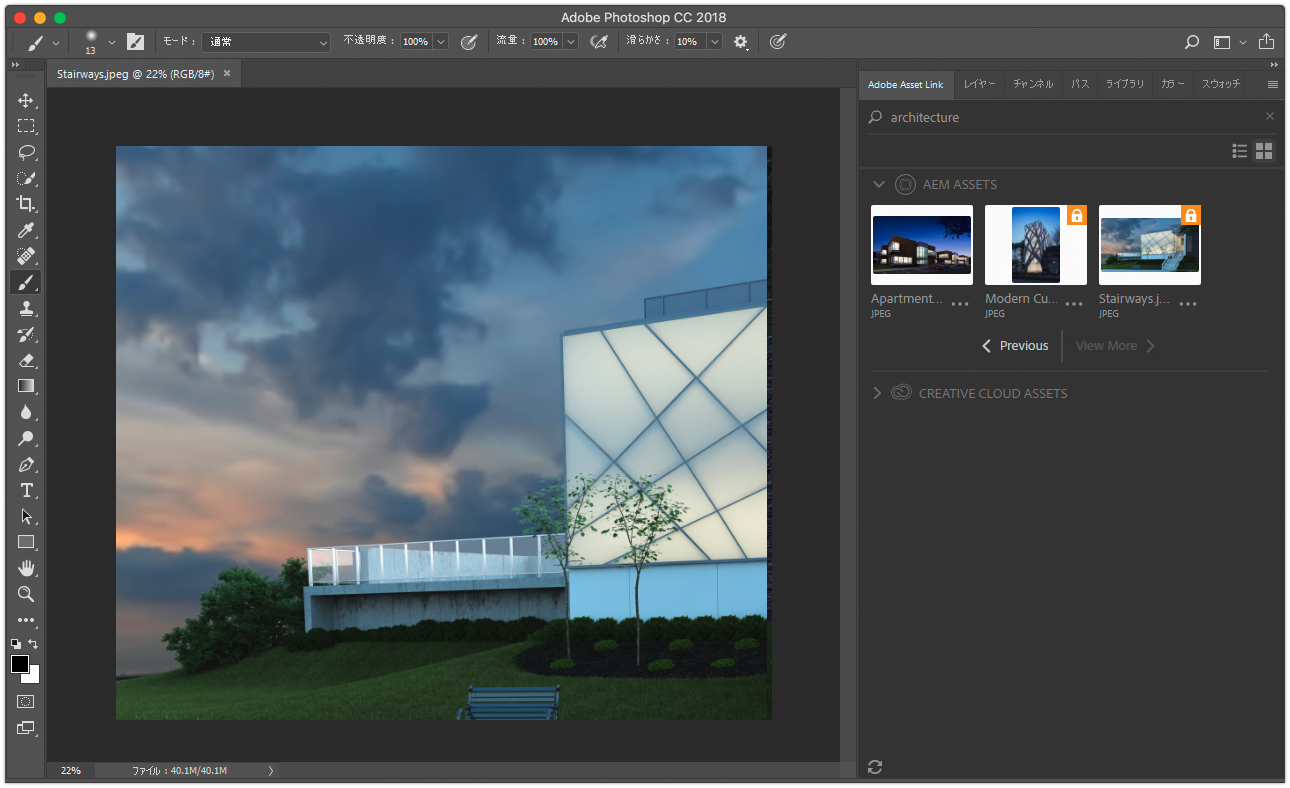 Adobe Photoshop CC 2018
13
モード：
通常
不透明度：
100%
流量：
100%
滑らかさ：
10%
Stairways.jpeg @ 22% (RGB/8#) ×
Adobe Asset Link
レイヤー
チャンネル
パス
ライブラリ
カラー
スウォッチ
architecture
AEM ASSETS
Apartment...
JPEG
Modern Cu...
JPEG
Stairways.j...
JPEG
Previous
View More
CREATIVE CLOUD ASSETS
22%
ファイル：40.1M/40.1M